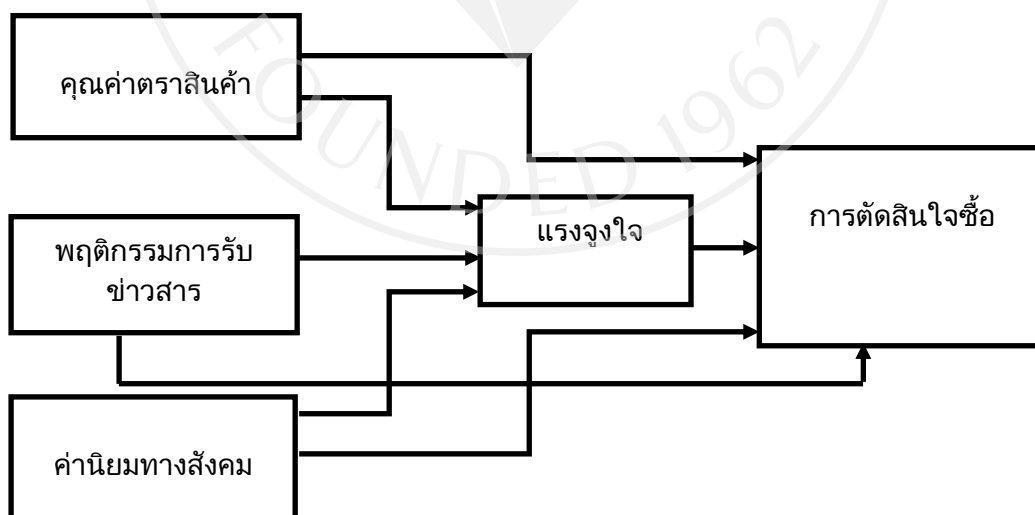 คุณค่าตราสินค้า
พฤติกรรมการรับ
ข่าวสาร
ค่านิยมทางสังคม
แรงจูงใจ
การตัดสินใจซื้อ
FOUNDED 1962